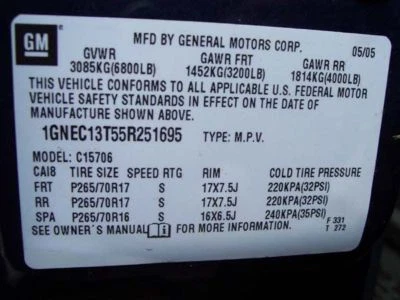 GM
MFD BY GENERAL MOTORS CORP. 05/05
GVWR GAWR FRT GAWR RR
3085KG(6800LB) 1452KG(3200LB) 1814KG(4000LB)
THIS VEHICLE CONFORMS TO ALL APPLICABLE U.S. FEDERAL MOTOR
VEHICLE SAFETY STANDARDS IN EFFECT ON THE DATE OF
MANUFACTURE SHOWN ABOVE.
1GNEC13T55R251695 TYPE: M.P.V.
MODEL: C15706
CAI8 TIRE SIZE SPEED RTG RIM COLD TIRE PRESSURE
FRT P265/70R17 S 17X7.5J 220KPA(32PSI)
RR P265/70R17 S 17X7.5J 220KPA(32PSI)
SPA P265/70R16 S 16X6.5J 240KPA(35PSI)
SEE OWNER'S MANUAL FOR MORE INFORMATION. F 331
T 272